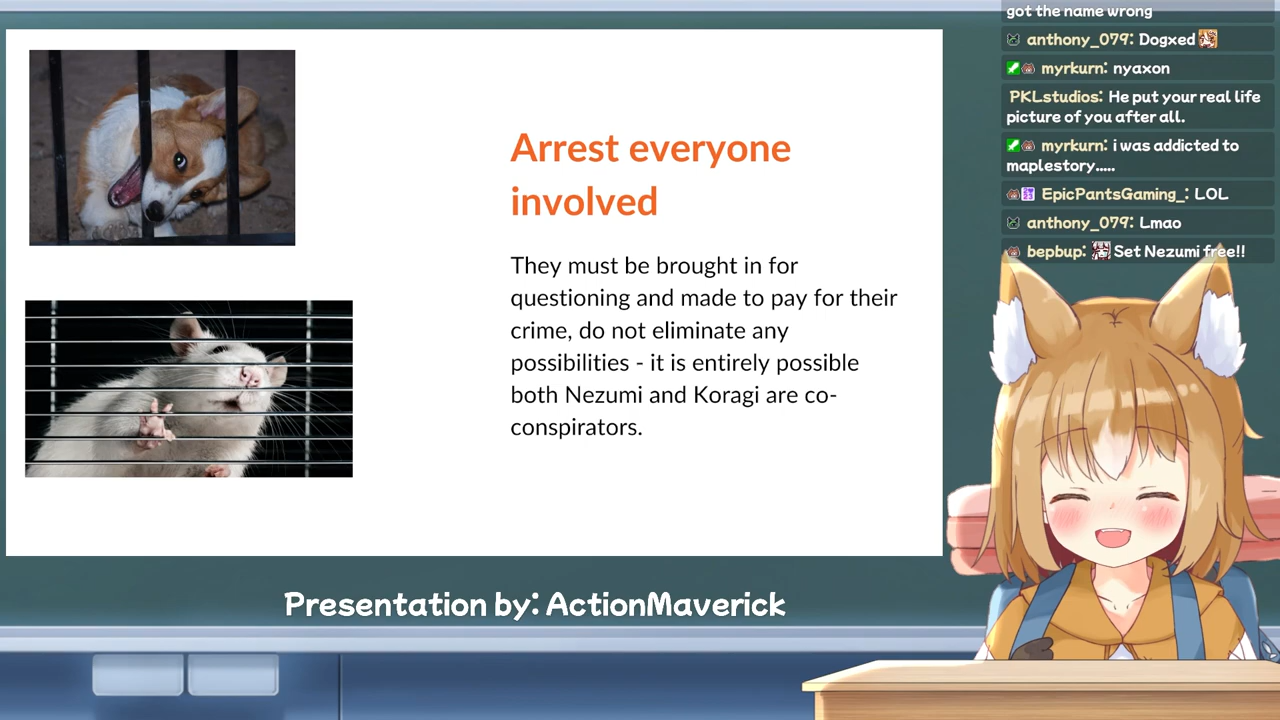 Arrest everyone
involved
They must be brought in for
questioning and made to pay for their
crime, do not eliminate any
possibilities - it is entirely possible
both Nezumi and Koragi are co-
conspirators.
Presentation by: ActionMaverick
got the name wrong
anthony_079: Dogxed
myrkurn: nyaxon
PKLstudios: He put your real life
picture of you after all.
myrkurn: i was addicted to
maplestory.....
EpicPantsGaming_: LOL
anthony_079: Lmao
bepbup: Set Nezumi free!!